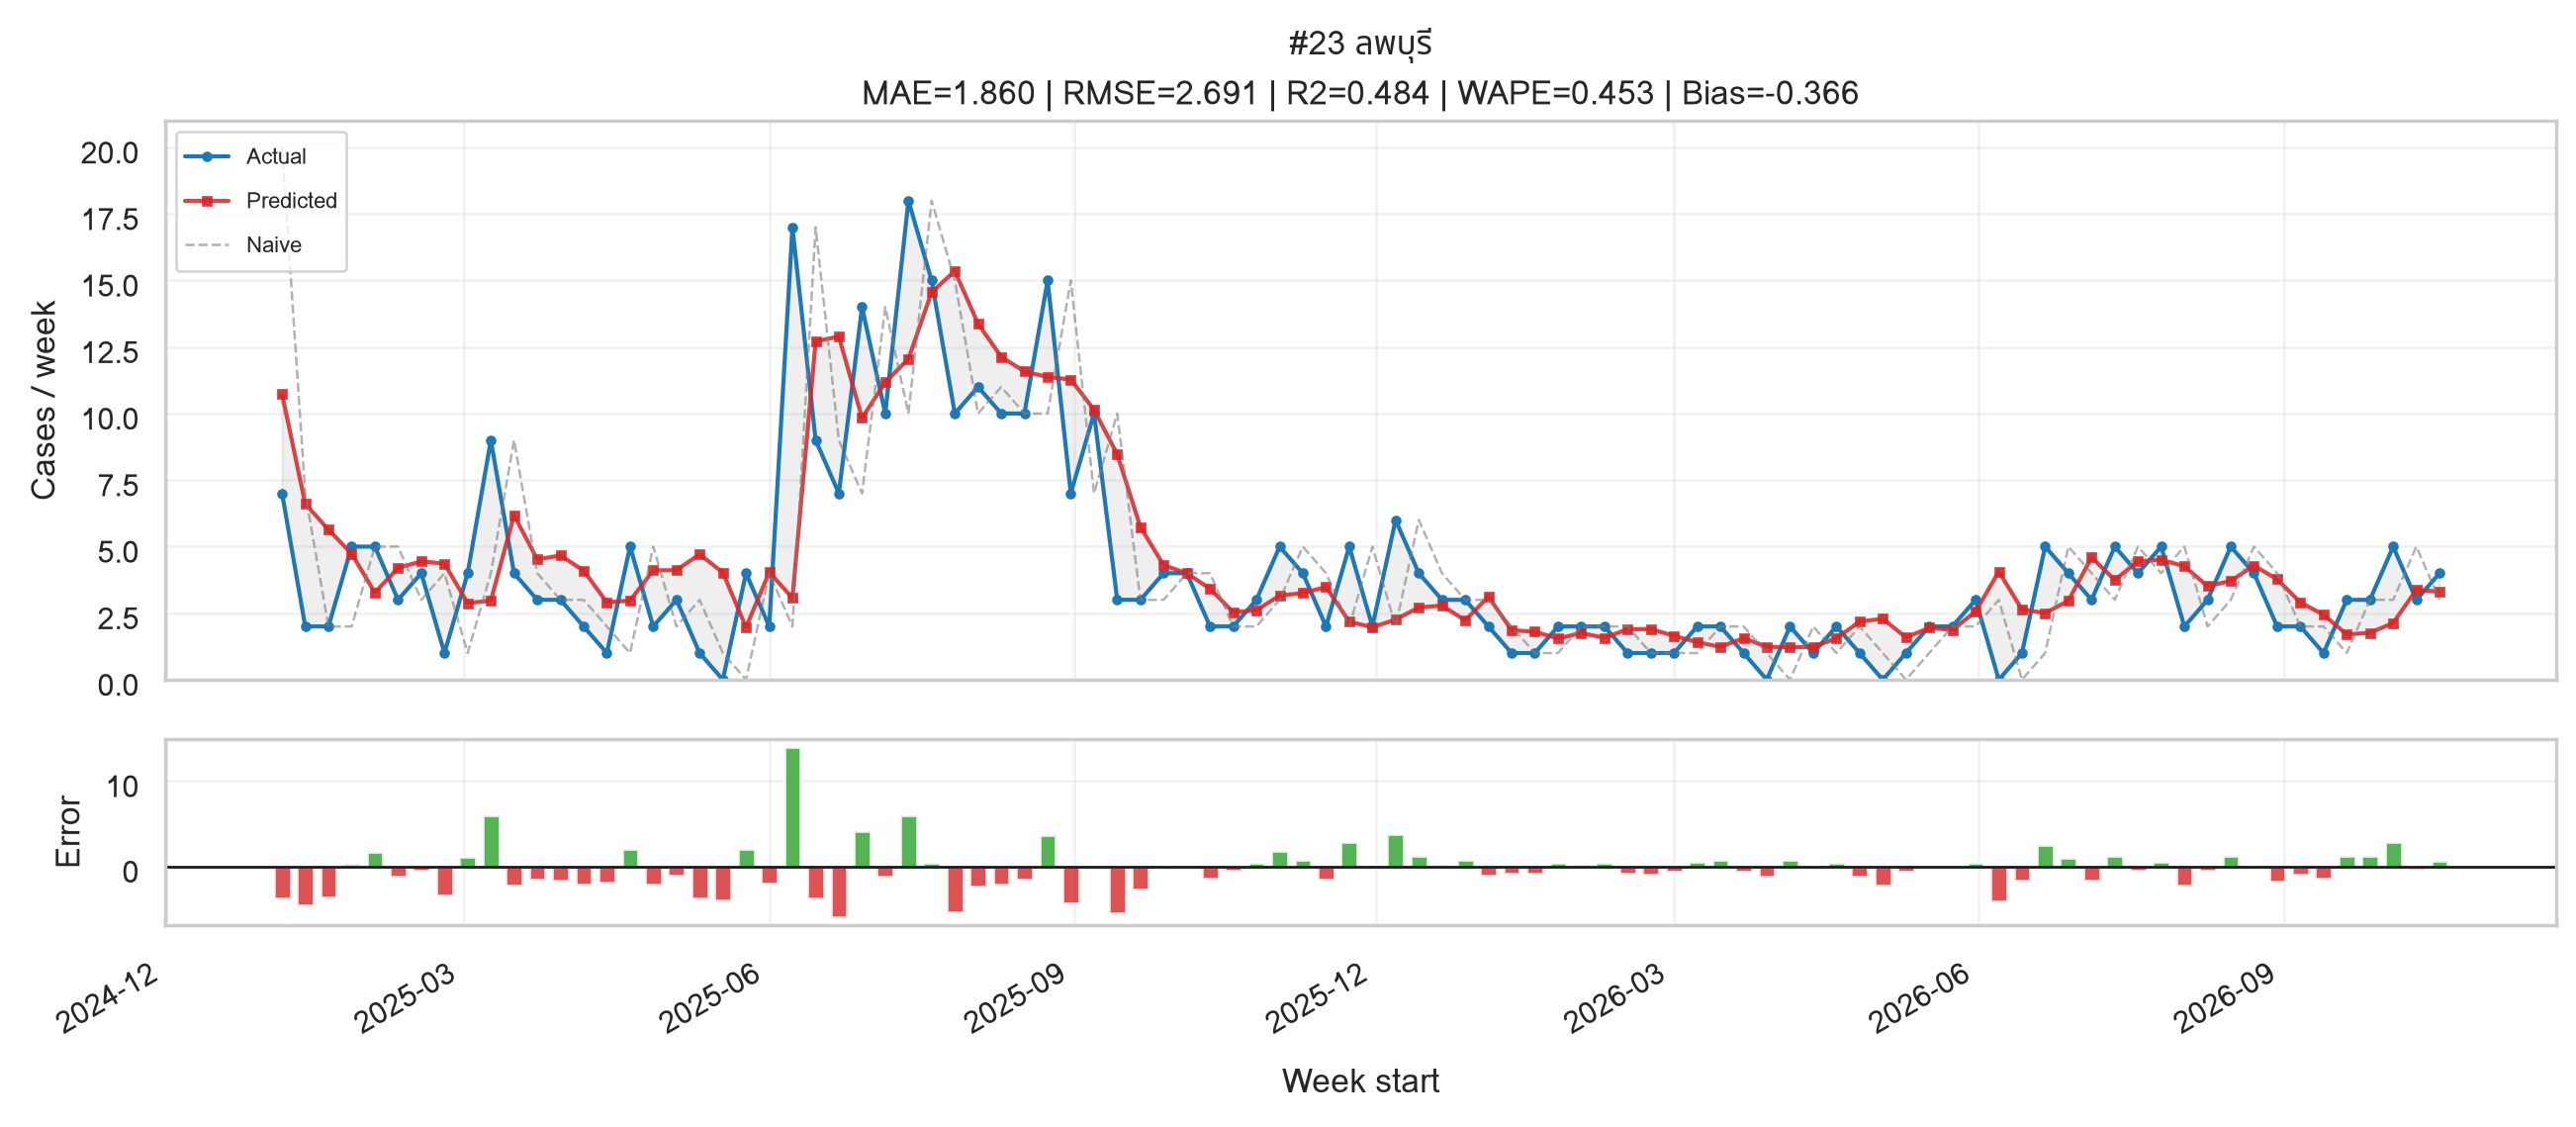 #23 ลพบุรี
MAE=1.860 | RMSE=2.691 | R2=0.484 | WAPE=0.453 | Bias=-0.366
Actual
Predicted
Naive
Cases / week
20.0
17.5
15.0
12.5
10.0
7.5
5.0
2.5
0.0
Error
10
0
2024-12
2025-03
2025-06
2025-09
2025-12
2026-03
2026-06
2026-09
Week start